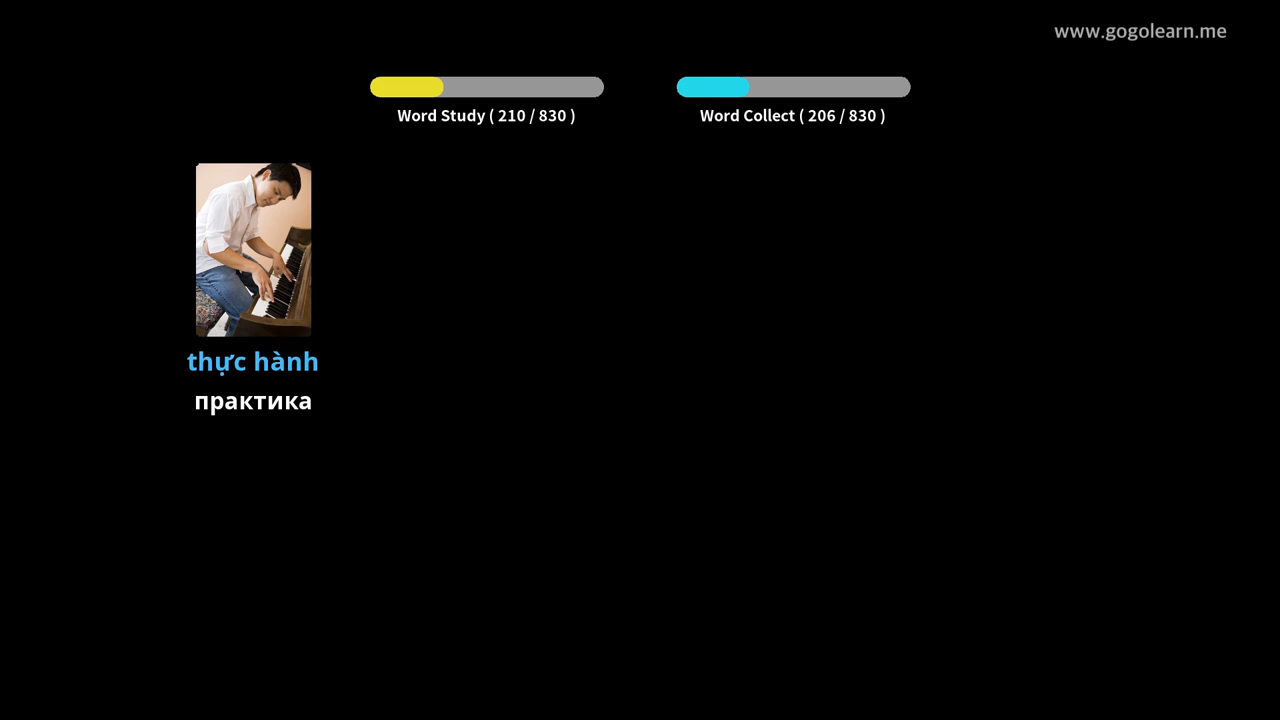 www.gogolearn.me
Word Study ( 210 / 830 )
Word Collect ( 206 / 830 )
thực hành
практика